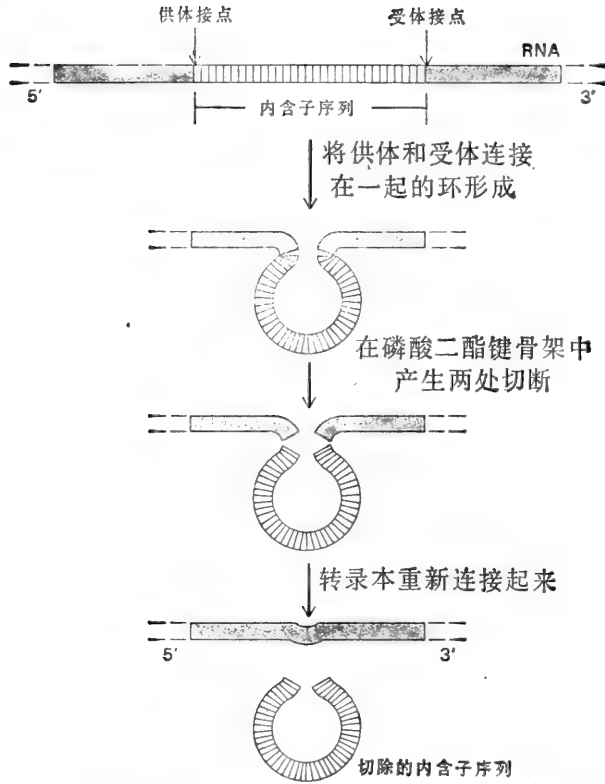 供体接点
受体接点
RNA
5′
3′
内含子序列
将供体和受体连接
在一起的环形成
在磷酸二酯键骨架中
产生两处切断
转录本重新连接起来
5′
3′
切除的内含子序列